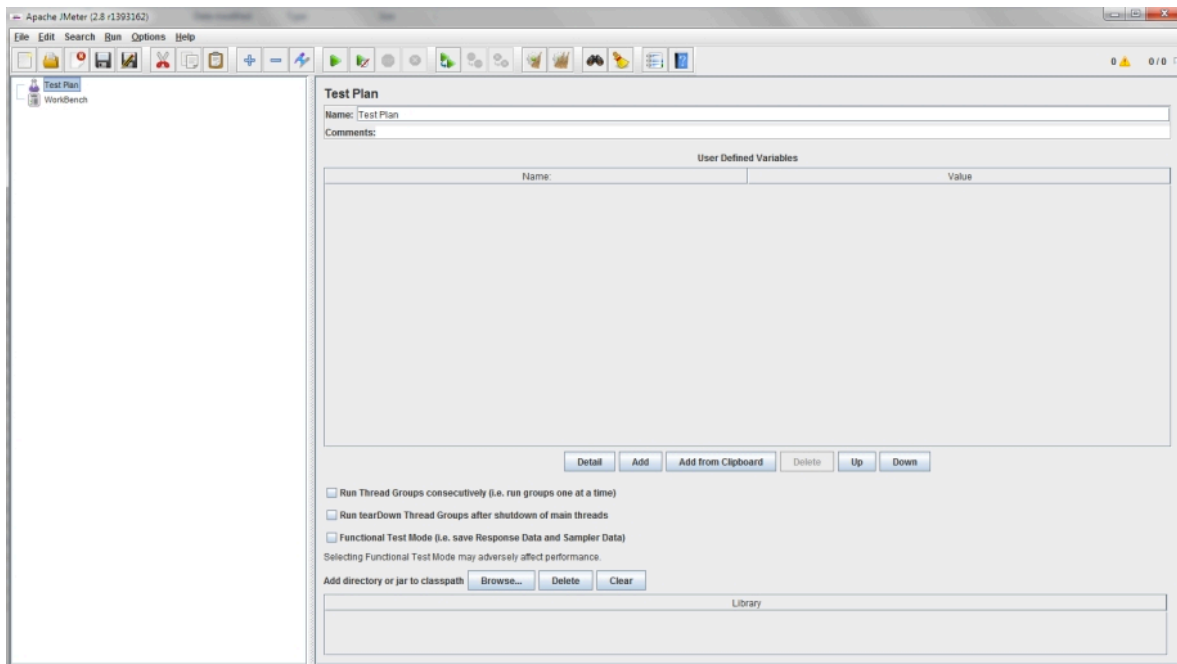 Apache JMeter (2.8 r1393162)
File Edit Search Run Options Help
0 0/0
Test Plan
WorkBench
Test Plan
Name: Test Plan
Comments:
User Defined Variables
Name: Value
Detail Add Add from Clipboard Delete Up Down
Run Thread Groups consecutively (i.e. run groups one at a time)
Run tearDown Thread Groups after shutdown of main threads
Functional Test Mode (i.e. save Response Data and Sampler Data)
Selecting Functional Test Mode may adversely affect performance.
Add directory or jar to classpath Browse... Delete Clear
Library